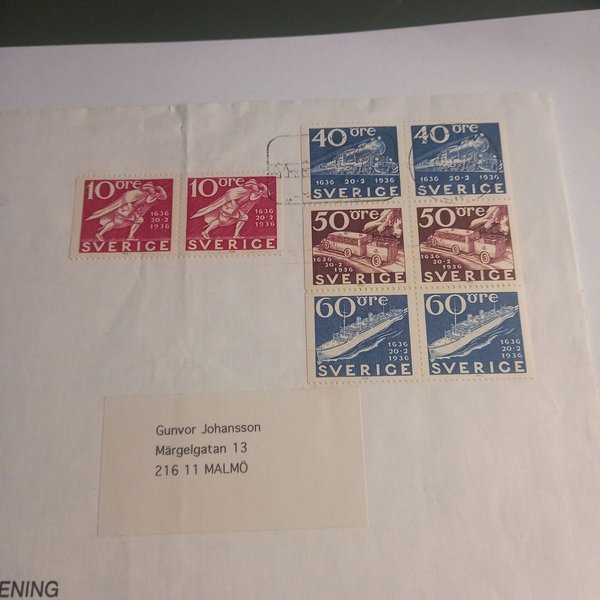 10 öre
1636
20·2
1936
SVERIGE
10 öre
1636
20·2
1936
SVERIGE
40 öre
1636 20·2 1936
SVERIGE
40 öre
1636 20·2 1936
SVERIGE
50 öre
1636
20·2
1936
SVERIGE
50 öre
1636
20·2
1936
SVERIGE
60 öre
1636
20·2
1936
SVERIGE
60 öre
1636
20·2
1936
SVERIGE
Gunvor Johansson
Märgelgatan 13
216 11 MALMÖ
ENING